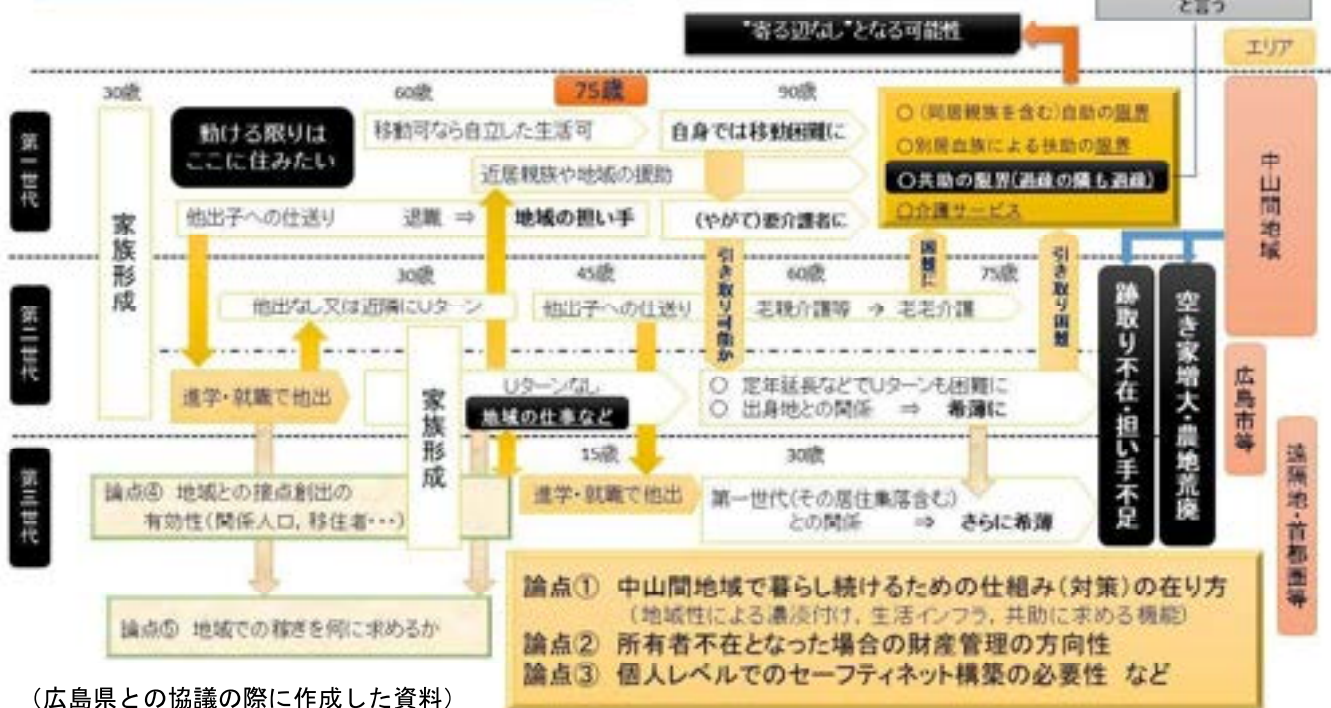 と言う
"寄る辺なし"となる可能性
エリア
30歳
60歳
75歳
90歳
第一世代
動ける限りは
ここに住みたい
移動可なら自立した生活可
自身では移動困難に
近居親族や地域の援助
他出子への仕送り 退職 ⇒ 地域の担い手
(やがて)要介護者に
○ (同居親族を含む)自助の限界
○別居血族による扶助の限界
○共助の限界(過疎の隣も過疎)
○介護サービス
中山間地域
家族形成
第二世代
30歳
45歳
60歳
75歳
他出なし又は近隣にUターン
他出子への仕送り
老親介護等 → 老老介護
引き取り可能か
困難に
引き取り困難
進学・就職で他出
家族形成
Uターンなし
地域の仕事など
○ 定年延長などでUターンも困難に
○ 出身地との関係 ⇒ 希薄に
跡取り不在・担い手不足
空き家増大・農地荒廃
広島市等
遠隔地・首都圏等
第三世代
15歳
30歳
論点④ 地域との接点創出の
有効性(関係人口, 移住者・・・)
進学・就職で他出
第一世代(その居住集落含む)
との関係 ⇒ さらに希薄
論点⑤ 地域での稼ぎを何に求めるか
論点① 中山間地域で暮らし続けるための仕組み(対策)の在り方
(地域性による濃淡付け, 生活インフラ, 共助に求める機能)
論点② 所有者不在となった場合の財産管理の方向性
論点③ 個人レベルでのセーフティネット構築の必要性 など
(広島県との協議の際に作成した資料)